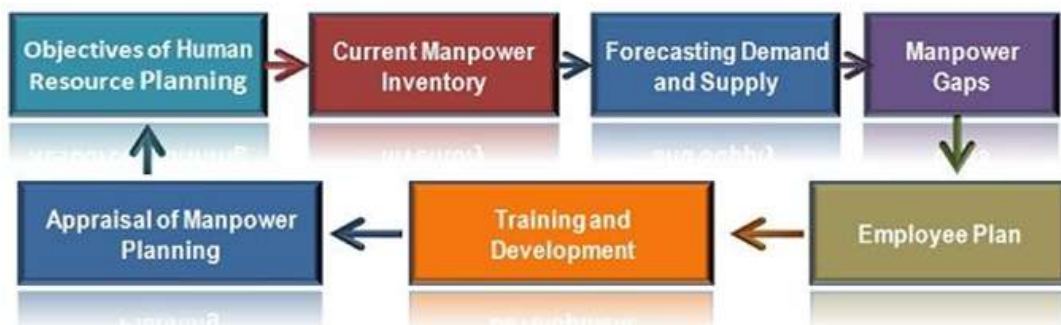 Objectives of Human
Resource Planning
Current Manpower
Inventory
Forecasting Demand
and Supply
Manpower
Gaps
Employee Plan
Training and
Development
Appraisal of Manpower
Planning